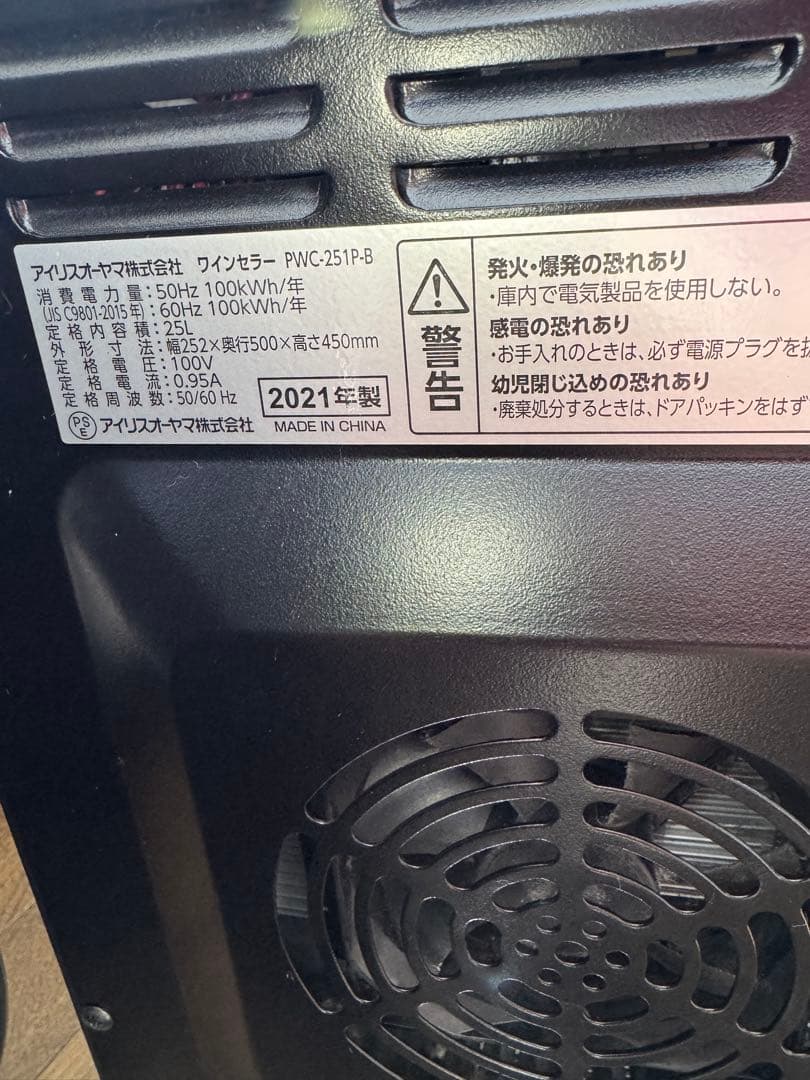 アイリスオーヤマ株式会社 ワインセラー PWC-251P-B
消費電力量:50Hz 100kWh/年
(JIS C9801-2015年):60Hz 100kWh/年
定格内容積:25L
外形寸法:幅252×奥行500×高さ450mm
定格電圧:100V
定格電流:0.95A
定格周波数:50/60 Hz
2021年製
PSE アイリスオーヤマ株式会社
MADE IN CHINA
警告
発火・爆発の恐れあり
・庫内で電気製品を使用しない。
感電の恐れあり
・お手入れのときは、必ず電源プラグを
幼児閉じ込めの恐れあり
・廃棄処分するときは、ドアパッキンをはず